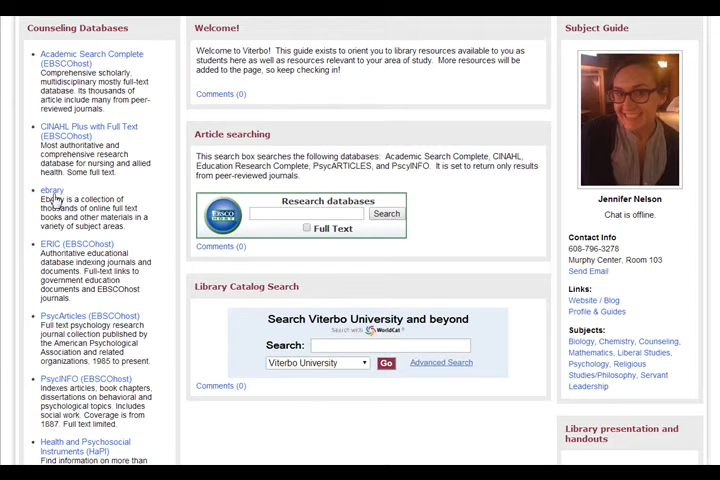 Counseling Databases
Academic Search Complete
(EBSCOhost)
Comprehensive scholarly,
multidisciplinary mostly full-text
database. Its thousands of
article include many from peer-
reviewed journals.
CINAHL Plus with Full Text
(EBSCOhost)
Most authoritative and
comprehensive research
database for nursing and allied
health. Some full text.
ebrary
Ebrary is a collection of
thousands of online full text
books and other materials in a
variety of subject areas.
ERIC (EBSCOhost)
Authoritative educational
database indexing journals and
documents. Full-text links to
government education
documents and EBSCOhost
journals.
PsycArticles (EBSCOhost)
Full text psychology research
journal collection published by
the American Psychological
Association and related
organizations, 1985 to present.
PsycINFO (EBSCOhost)
Indexes articles, book chapters,
dissertations on behavioral and
psychological topics. Includes
social work. Coverage is from
1887. Full text limited.
Health and Psychosocial
Instruments (HaPI)
Find information on more than
Welcome!
Welcome to Viterbo! This guide exists to orient you to library resources available to you as
students here as well as resources relevant to your area of study. More resources will be
added to the page, so keep checking in!
Comments (0)
Article searching
This search box searches the following databases: Academic Search Complete, CINAHL,
Education Research Complete, PsycARTICLES, and PsycINFO. It is set to return only results
from peer-reviewed journals.
EBSCO
HOST
Research databases
Search
Full Text
Comments (0)
Library Catalog Search
Search Viterbo University and beyond
Search with WorldCat
Search:
Viterbo University
Go
Advanced Search
Comments (0)
Subject Guide
Jennifer Nelson
Chat is offline.
Contact Info
608-796-3278
Murphy Center, Room 103
Send Email
Links:
Website / Blog
Profile & Guides
Subjects:
Biology, Chemistry, Counseling,
Mathematics, Liberal Studies,
Psychology, Religious
Studies/Philosophy, Servant
Leadership
Library presentation and
handouts